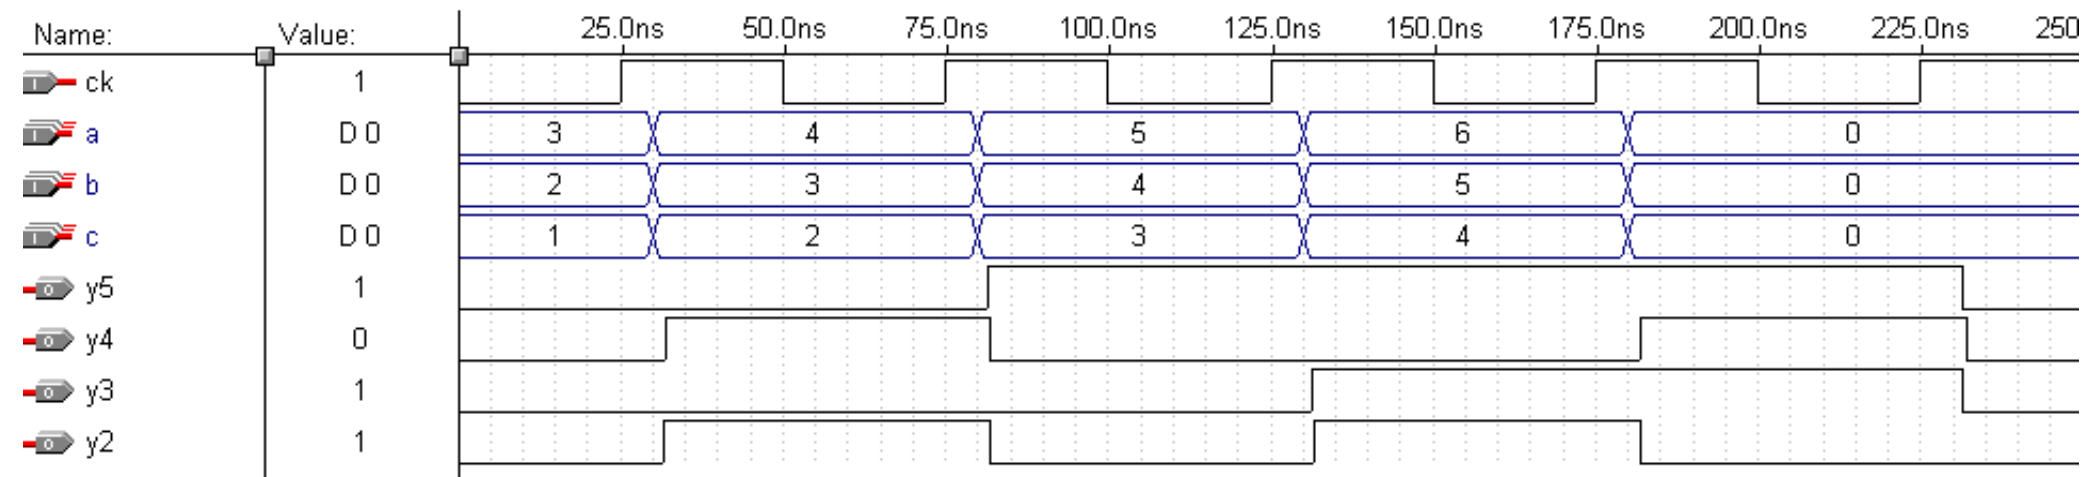 Name: Value: 25.0ns 50.0ns 75.0ns 100.0ns 125.0ns 150.0ns 175.0ns 200.0ns 225.0ns 250
ck 1
a D 0 3 4 5 6 0
b D 0 2 3 4 5 0
c D 0 1 2 3 4 0
y5 1
y4 0
y3 1
y2 1